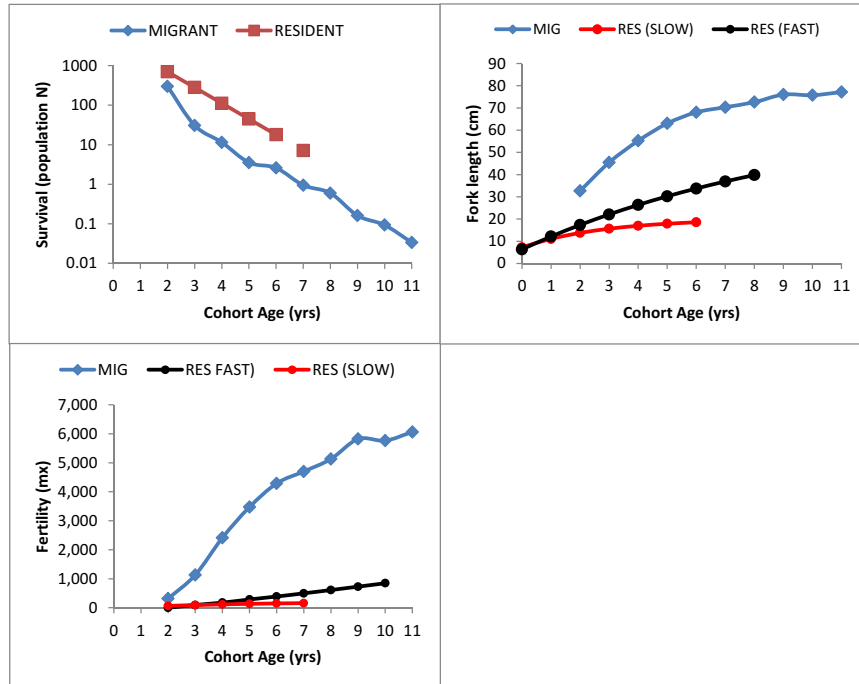 MIGRANT RESIDENT
1000
100
10
1
0.1
0.01
Survival (population N)
0 1 2 3 4 5 6 7 8 9 10 11
Cohort Age (yrs)
MIG RES (SLOW) RES (FAST)
90
80
70
60
50
40
30
20
10
0
Fork length (cm)
0 1 2 3 4 5 6 7 8 9 10 11
Cohort Age (yrs)
MIG RES FAST) RES (SLOW)
7,000
6,000
5,000
4,000
3,000
2,000
1,000
0
Fertility (mx)
0 1 2 3 4 5 6 7 8 9 10 11
Cohort Age (yrs)